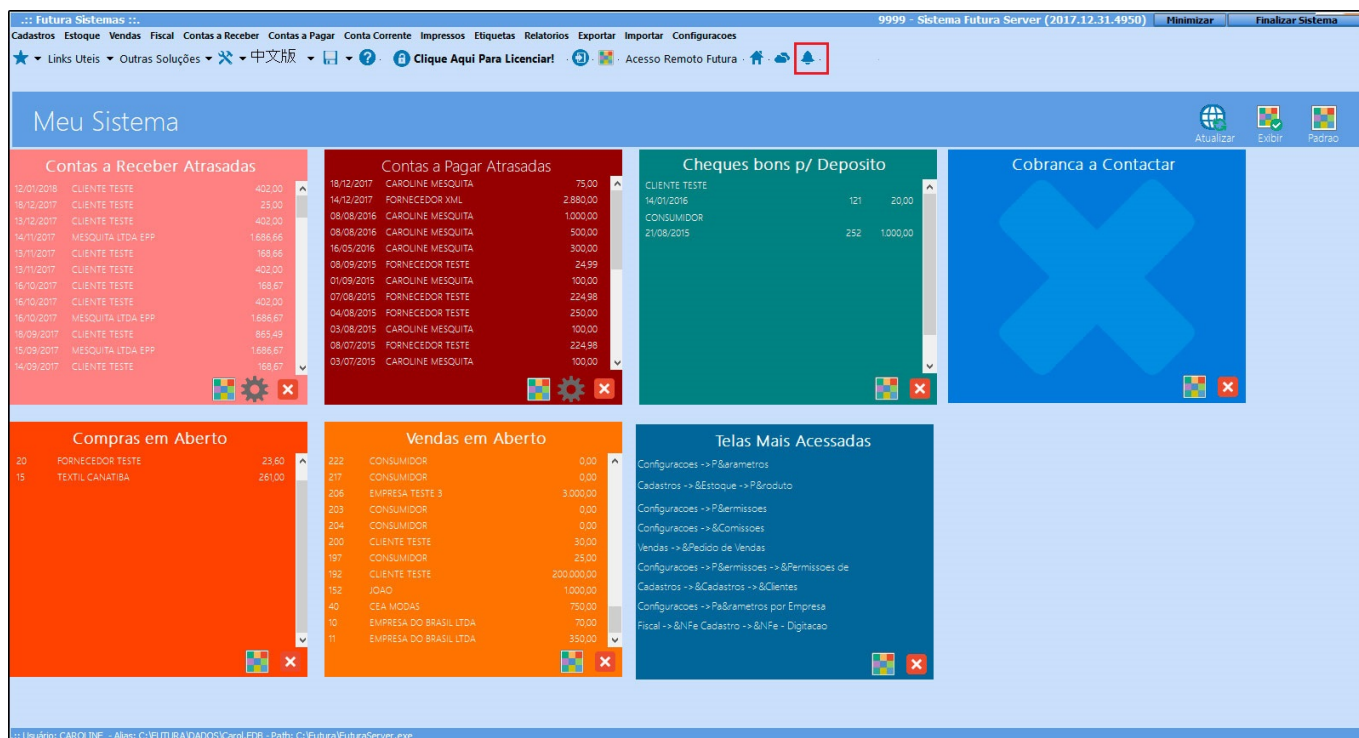 .:: Futura Sistemas ::.
9999 - Sistema Futura Server (2017.12.31.4950) Minimizar Finalizar Sistema
Cadastros Estoque Vendas Fiscal Contas a Receber Contas a Pagar Conta Corrente Impressos Etiquetas Relatorios Exportar Importar Configuracoes
Links Uteis Outras Soluções 中文版 Clique Aqui Para Licenciar! Acesso Remoto Futura
Meu Sistema
Atualizar Exibir Padrao
Contas a Receber Atrasadas
12/01/2018 CLIENTE TESTE 402,00
18/12/2017 CLIENTE TESTE 25,00
13/12/2017 CLIENTE TESTE 402,00
14/11/2017 MESQUITA LTDA EPP 1.686,66
13/11/2017 CLIENTE TESTE 168,66
13/11/2017 CLIENTE TESTE 402,00
16/10/2017 CLIENTE TESTE 168,67
16/10/2017 CLIENTE TESTE 402,00
16/10/2017 MESQUITA LTDA EPP 1.686,67
18/09/2017 CLIENTE TESTE 865,49
15/09/2017 MESQUITA LTDA EPP 1.686,67
14/09/2017 CLIENTE TESTE 168,67
Contas a Pagar Atrasadas
18/12/2017 CAROLINE MESQUITA 75,00
14/12/2017 FORNECEDOR XML 2.880,00
08/08/2016 CAROLINE MESQUITA 1.000,00
08/08/2016 CAROLINE MESQUITA 500,00
16/05/2016 CAROLINE MESQUITA 300,00
08/09/2015 FORNECEDOR TESTE 24,99
01/09/2015 CAROLINE MESQUITA 100,00
07/08/2015 FORNECEDOR TESTE 224,98
04/08/2015 FORNECEDOR TESTE 250,00
03/08/2015 CAROLINE MESQUITA 100,00
08/07/2015 FORNECEDOR TESTE 224,98
03/07/2015 CAROLINE MESQUITA 100,00
Cheques bons p/ Deposito
CLIENTE TESTE
14/01/2016 121 20,00
CONSUMIDOR
21/08/2015 252 1.000,00
Cobranca a Contactar
Compras em Aberto
20 FORNECEDOR TESTE 23,60
15 TEXTIL CANATIBA 261,00
Vendas em Aberto
222 CONSUMIDOR 0,00
217 CONSUMIDOR 0,00
206 EMPRESA TESTE 3 3.000,00
203 CONSUMIDOR 0,00
204 CONSUMIDOR 0,00
200 CLIENTE TESTE 30,00
197 CONSUMIDOR 25,00
192 CLIENTE TESTE 200.000,00
152 JOAO 1.000,00
40 CEA MODAS 750,00
10 EMPRESA DO BRASIL LTDA 70,00
11 EMPRESA DO BRASIL LTDA 350,00
Telas Mais Acessadas
Configuracoes ->P&arametros
Cadastros ->&Estoque ->P&roduto
Configuracoes ->P&ermissoes
Configuracoes ->&Comissoes
Vendas ->&Pedido de Vendas
Configuracoes ->P&ermissoes ->&Permissoes de
Cadastros ->&Cadastros ->&Clientes
Configuracoes ->Pa&rametros por Empresa
Fiscal ->&NFe Cadastro ->&NFe - Digitacao
:: Usuário: CAROLINE - Alias: C:\FUTURA\DADOS\Carol.FDB - Path: C:\Futura\FuturaServer.exe